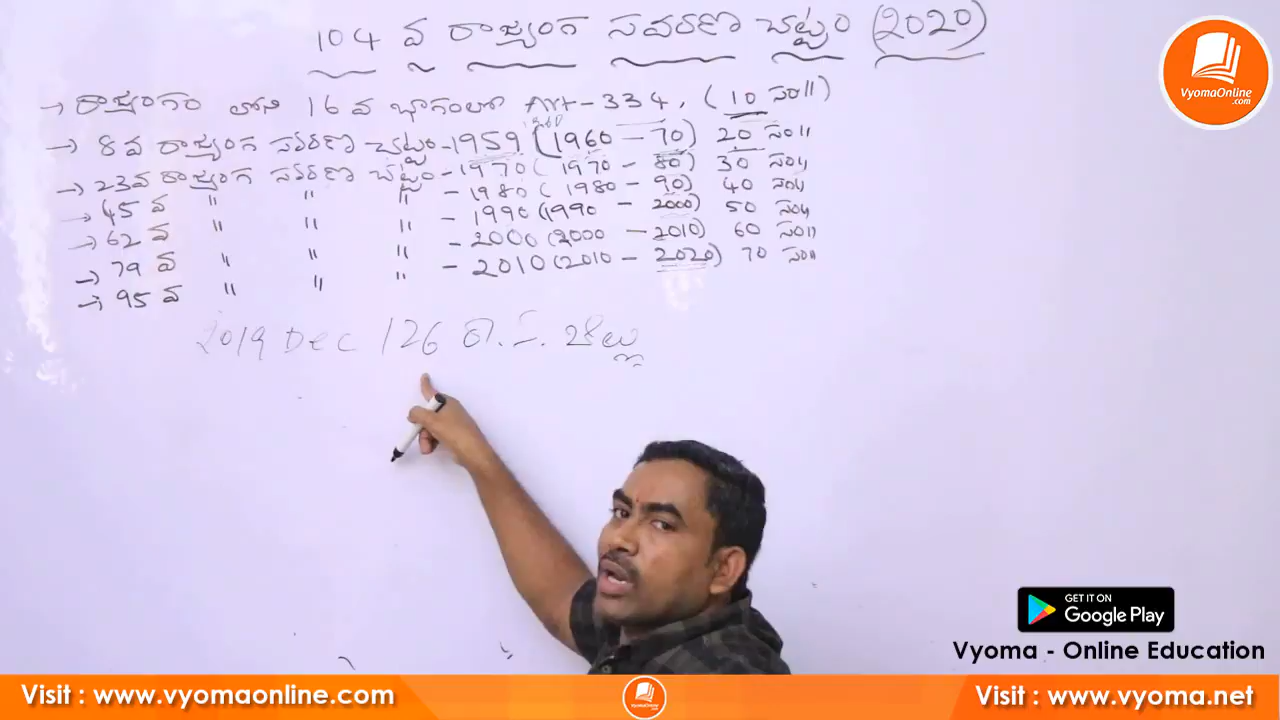 104 వ రాజ్యంగ సవరణ చట్టం (2020)
→ రాజ్యంగం లోని 16 వ భాగంలో Art-334. (10 సం॥)
→ 8వ రాజ్యంగ సవరణ చట్టం-1959 (1960 - 70) 20 సం॥
→ 23వ రాజ్యంగ సవరణ చట్టం-1970 (1970 - 80) 30 సం॥
→ 45 వ " " " - 1980 (1980 - 90) 40 సం॥
→ 62 వ " " " - 1990 (1990 - 2000) 50 సం॥
→ 79 వ " " " - 2000 (2000 - 2010) 60 సం॥
→ 95 వ " " " - 2010 (2010 - 2020) 70 సం॥
2019 Dec 126 రా. స. బిల్లు
VyomaOnline
.com
GET IT ON
Google Play
Vyoma - Online Education
Visit : www.vyomaonline.com
Visit : www.vyoma.net